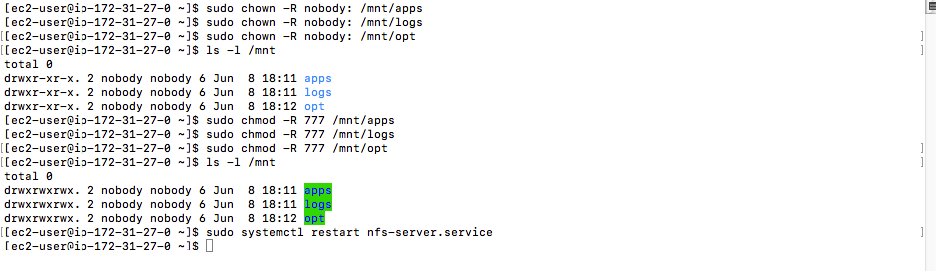 [ec2-user@ip-172-31-27-0 ~]$ sudo chown -R nobody: /mnt/apps
[ec2-user@ip-172-31-27-0 ~]$ sudo chown -R nobody: /mnt/logs
[ec2-user@ip-172-31-27-0 ~]$ sudo chown -R nobody: /mnt/opt
[ec2-user@ip-172-31-27-0 ~]$ ls -l /mnt
total 0
drwxr-xr-x. 2 nobody nobody 6 Jun  8 18:11 apps
drwxr-xr-x. 2 nobody nobody 6 Jun  8 18:11 logs
drwxr-xr-x. 2 nobody nobody 6 Jun  8 18:12 opt
[ec2-user@ip-172-31-27-0 ~]$ sudo chmod -R 777 /mnt/apps
[ec2-user@ip-172-31-27-0 ~]$ sudo chmod -R 777 /mnt/logs
[ec2-user@ip-172-31-27-0 ~]$ sudo chmod -R 777 /mnt/opt
[ec2-user@ip-172-31-27-0 ~]$ ls -l /mnt
total 0
drwxrwxrwx. 2 nobody nobody 6 Jun  8 18:11 apps
drwxrwxrwx. 2 nobody nobody 6 Jun  8 18:11 logs
drwxrwxrwx. 2 nobody nobody 6 Jun  8 18:12 opt
[ec2-user@ip-172-31-27-0 ~]$ sudo systemctl restart nfs-server.service
[ec2-user@ip-172-31-27-0 ~]$